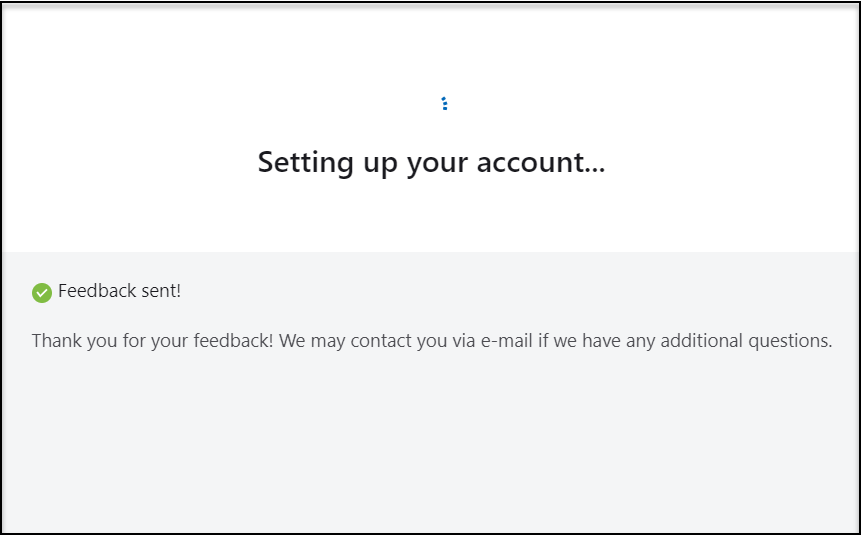 Setting up your account...
Feedback sent!
Thank you for your feedback! We may contact you via e-mail if we have any additional questions.